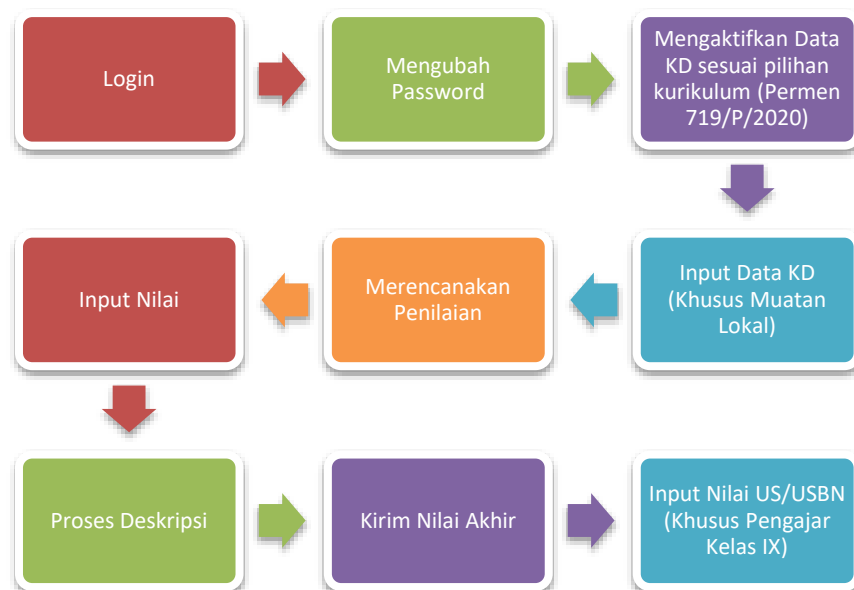 Login
Mengubah
Password
Mengaktifkan Data
KD sesuai pilihan
kurikulum (Permen
719/P/2020)
Input Data KD
(Khusus Muatan
Lokal)
Merencanakan
Penilaian
Input Nilai
Proses Deskripsi
Kirim Nilai Akhir
Input Nilai US/USBN
(Khusus Pengajar
Kelas IX)